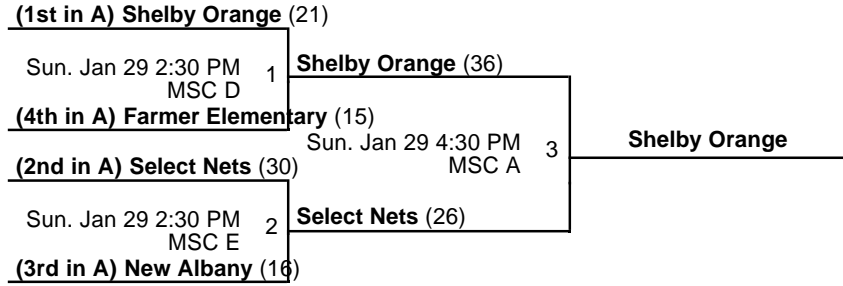 (1st in A) Shelby Orange (21)
Sun. Jan 29 2:30 PM 1
MSC D
Shelby Orange (36)
(4th in A) Farmer Elementary (15)
Sun. Jan 29 4:30 PM 3
MSC A
Shelby Orange
(2nd in A) Select Nets (30)
Sun. Jan 29 2:30 PM 2
MSC E
Select Nets (26)
(3rd in A) New Albany (16)